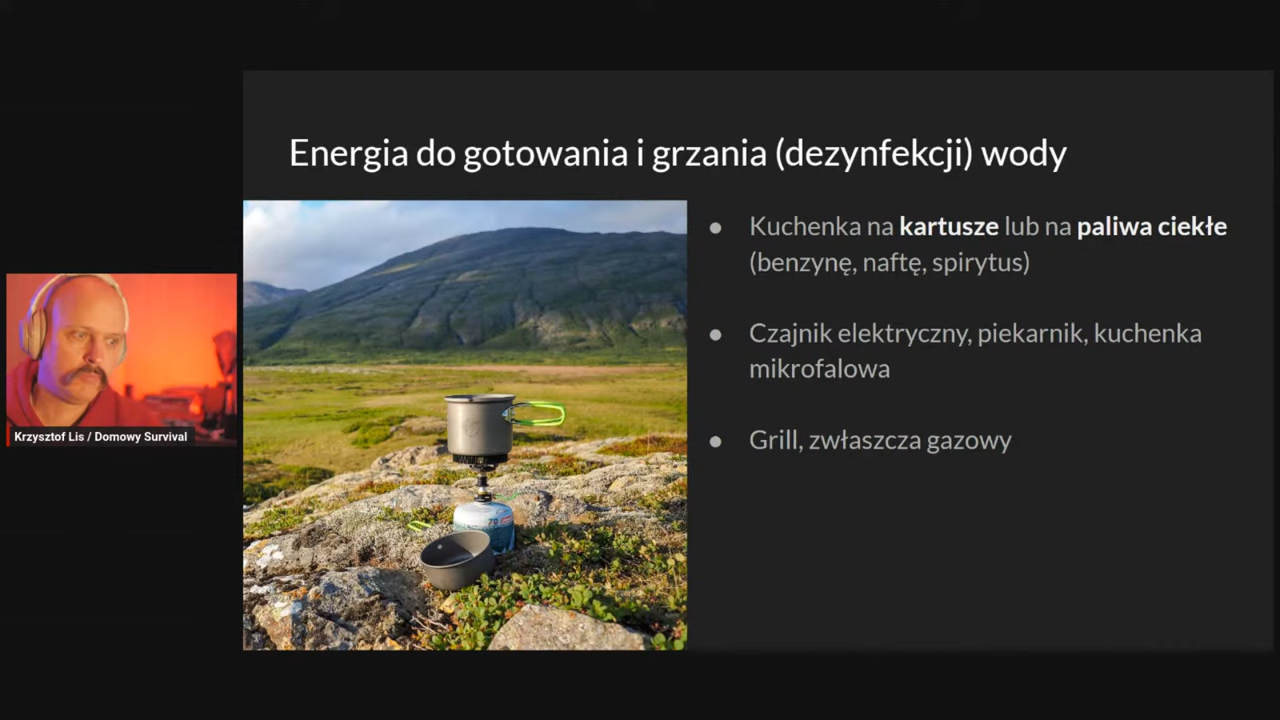 Energia do gotowania i grzania (dezynfekcji) wody
Kuchenka na kartusze lub na paliwa ciekłe
(benzynę, naftę, spirytus)
Czajnik elektryczny, piekarnik, kuchenka
mikrofalowa
Grill, zwłaszcza gazowy
Krzysztof Lis / Domowy Survival